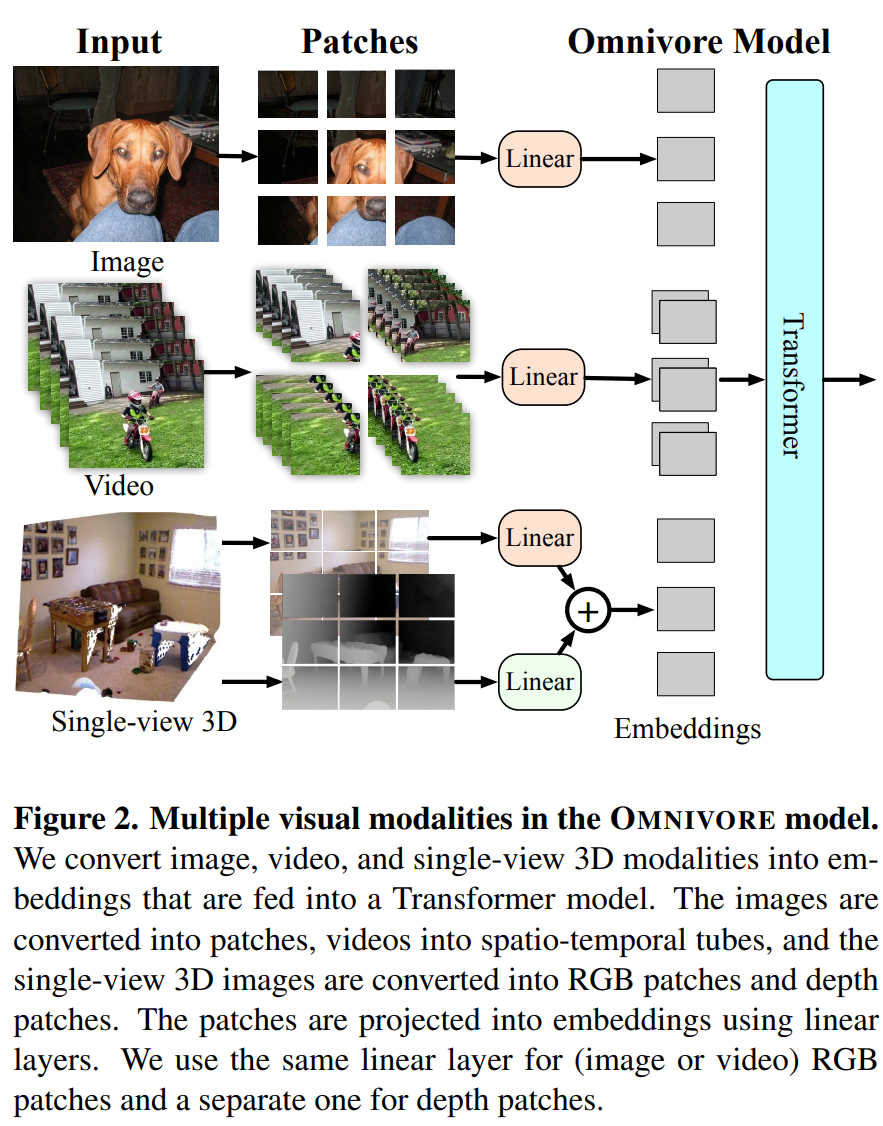 Input Patches Omnivore Model
Linear
Image
Linear
Transformer
Video
Linear
+
Linear
Single-view 3D
Embeddings
Figure 2. Multiple visual modalities in the OMNIVORE model.
We convert image, video, and single-view 3D modalities into em-
beddings that are fed into a Transformer model. The images are
converted into patches, videos into spatio-temporal tubes, and the
single-view 3D images are converted into RGB patches and depth
patches. The patches are projected into embeddings using linear
layers. We use the same linear layer for (image or video) RGB
patches and a separate one for depth patches.